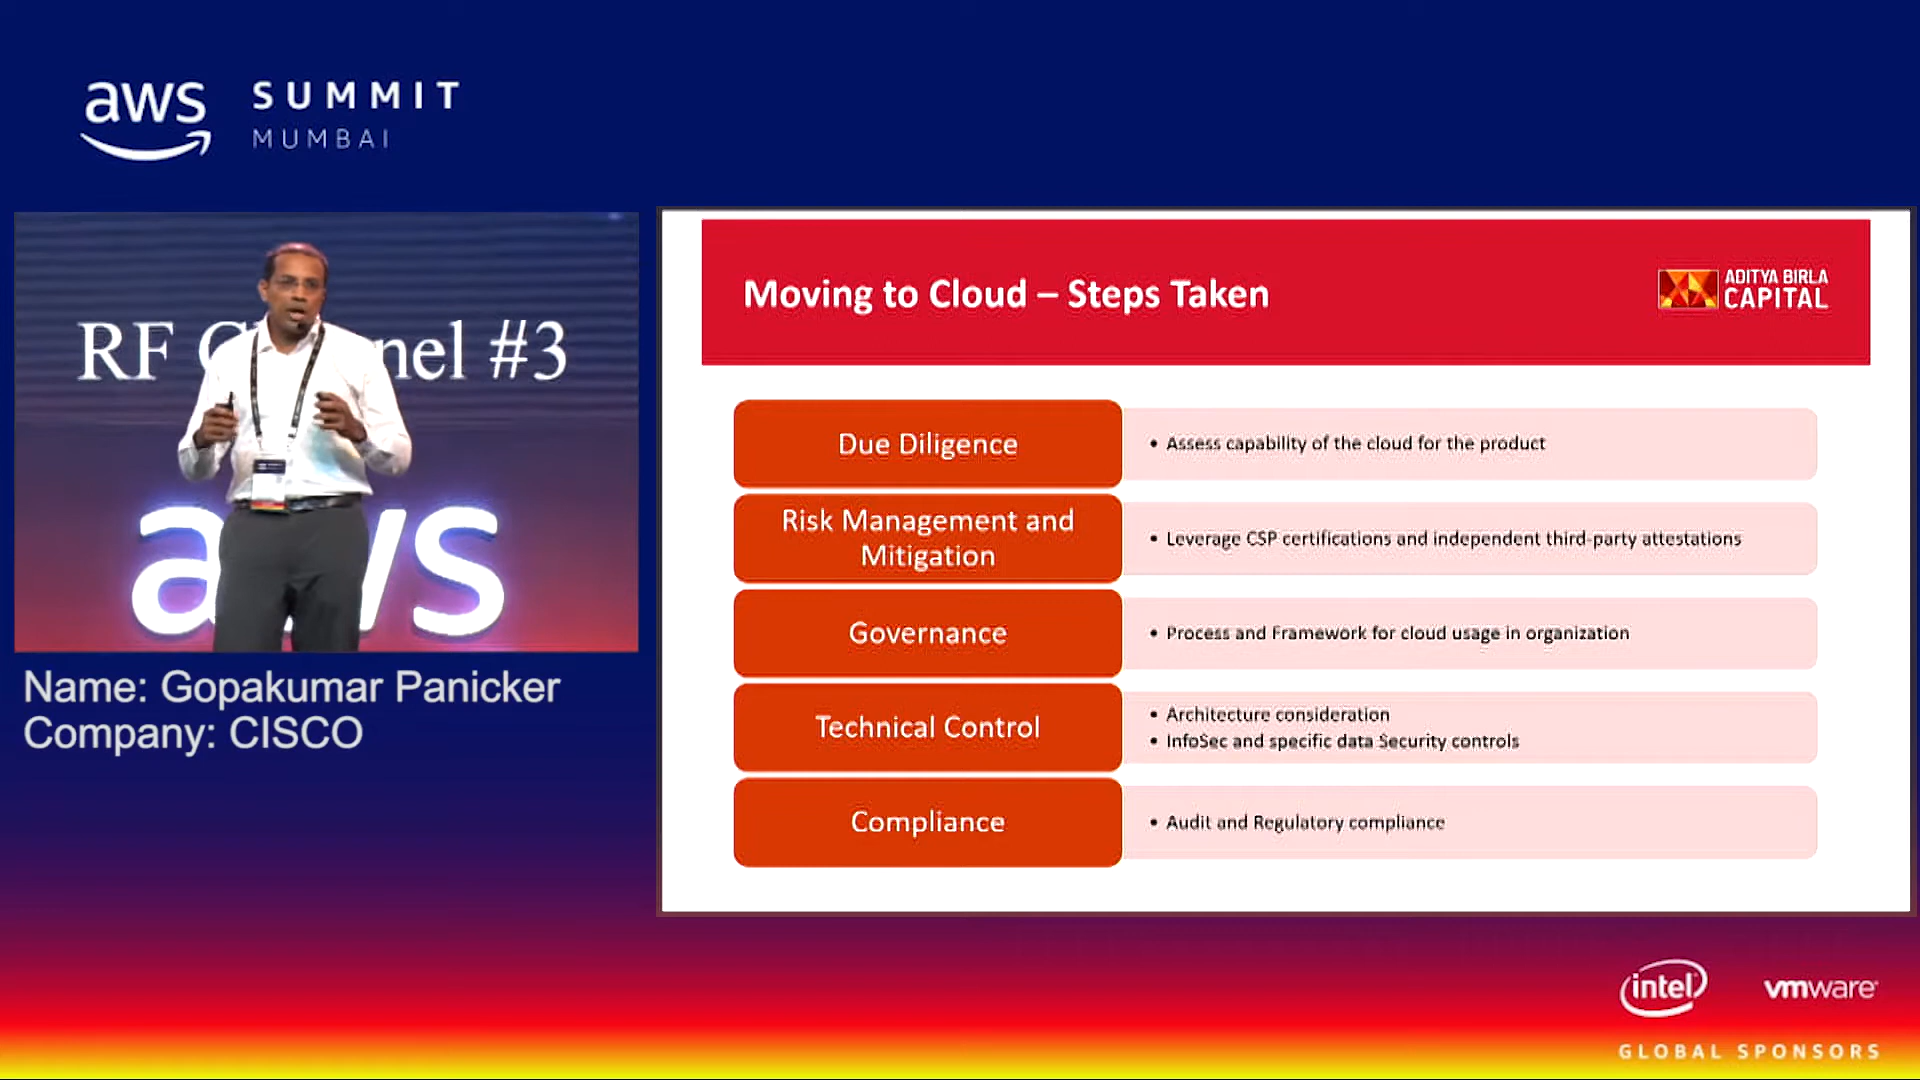 aws
SUMMIT
MUMBAI
RF C nel #3
aws
Name: Gopakumar Panicker
Company: CISCO
Moving to Cloud – Steps Taken
ADITYA BIRLA
CAPITAL
Due Diligence
• Assess capability of the cloud for the product
Risk Management and
Mitigation
• Leverage CSP certifications and independent third-party attestations
Governance
• Process and Framework for cloud usage in organization
Technical Control
• Architecture consideration
• InfoSec and specific data Security controls
Compliance
• Audit and Regulatory compliance
intel
vmware
GLOBAL SPONSORS